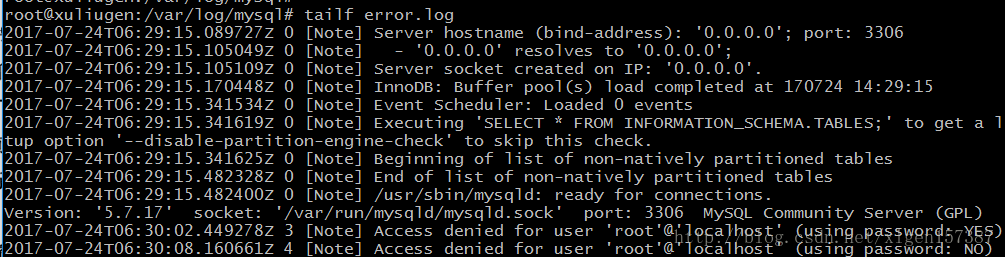 root@xuliugen:/var/log/mysql# tailf error.log
2017-07-24T06:29:15.089727Z 0 [Note] Server hostname (bind-address): '0.0.0.0'; port: 3306
2017-07-24T06:29:15.105049Z 0 [Note]   - '0.0.0.0' resolves to '0.0.0.0';
2017-07-24T06:29:15.105109Z 0 [Note] Server socket created on IP: '0.0.0.0'.
2017-07-24T06:29:15.170448Z 0 [Note] InnoDB: Buffer pool(s) load completed at 170724 14:29:15
2017-07-24T06:29:15.341534Z 0 [Note] Event Scheduler: Loaded 0 events
2017-07-24T06:29:15.341619Z 0 [Note] Executing 'SELECT * FROM INFORMATION_SCHEMA.TABLES;' to get a l
tup option '--disable-partition-engine-check' to skip this check.
2017-07-24T06:29:15.341625Z 0 [Note] Beginning of list of non-natively partitioned tables
2017-07-24T06:29:15.482328Z 0 [Note] End of list of non-natively partitioned tables
2017-07-24T06:29:15.482400Z 0 [Note] /usr/sbin/mysqld: ready for connections.
Version: '5.7.17'  socket: '/var/run/mysqld/mysqld.sock'  port: 3306  MySQL Community Server (GPL)
2017-07-24T06:30:02.449278Z 3 [Note] Access denied for user 'root'@'localhost' (using password: YES)
2017-07-24T06:30:08.160661Z 4 [Note] Access denied for user 'root'@'localhost' (using password: NO)